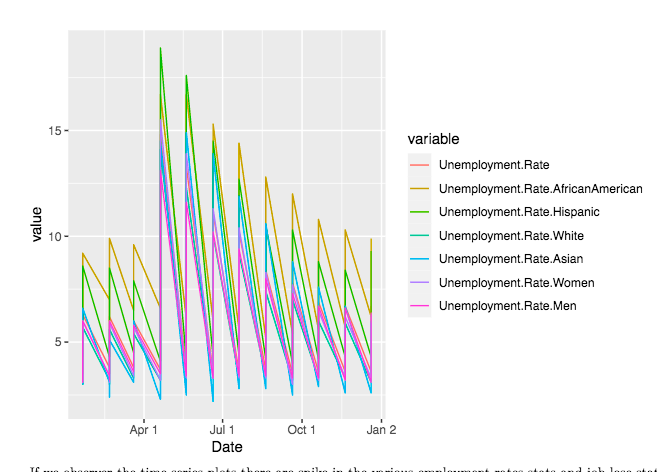 15
10
5
value
Apr 1
Jul 1
Oct 1
Jan 2
Date
variable
Unemployment.Rate
Unemployment.Rate.AfricanAmerican
Unemployment.Rate.Hispanic
Unemployment.Rate.White
Unemployment.Rate.Asian
Unemployment.Rate.Women
Unemployment.Rate.Men
If we observer the time series plots there are spike in the various employment rates stats and job loss stat